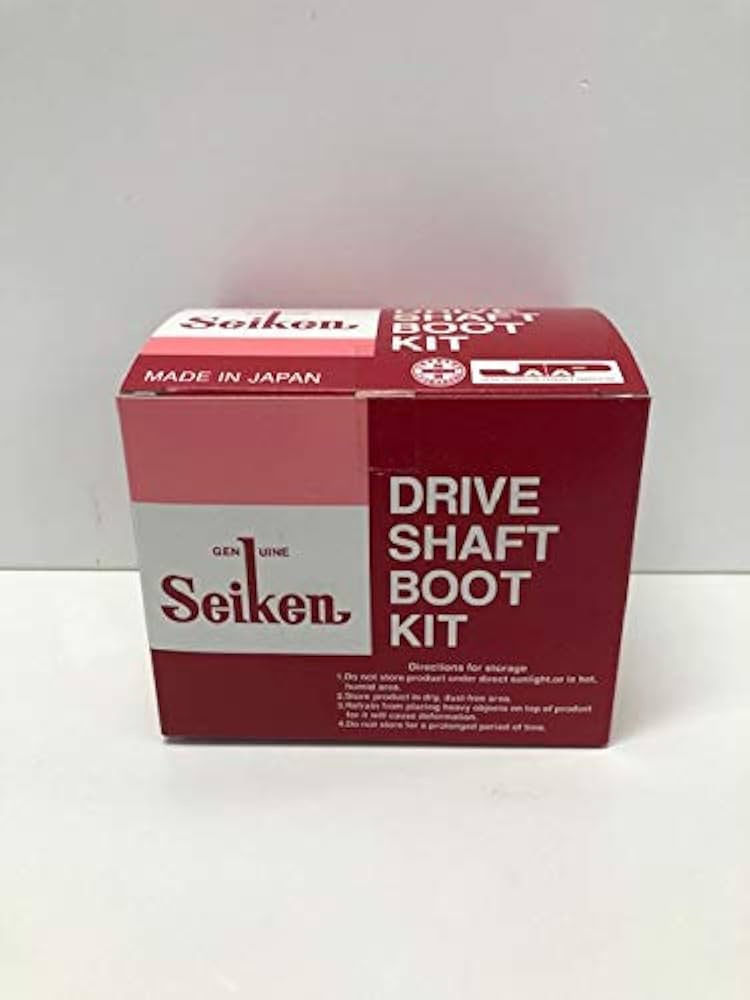 Seiken
DRIVE
SHAFT
BOOT
KIT
MADE IN JAPAN
DRIVE
SHAFT
BOOT
KIT
GENUINE
Seiken
Directions for storage
1.Do not store product under direct sunlight,or in hot,
humid area.
2.Store product in dry, dust-free area.
3.Refrain from placing heavy objects on top of product
for it will cause deformation.
4.Do not store for a prolonged period of time.